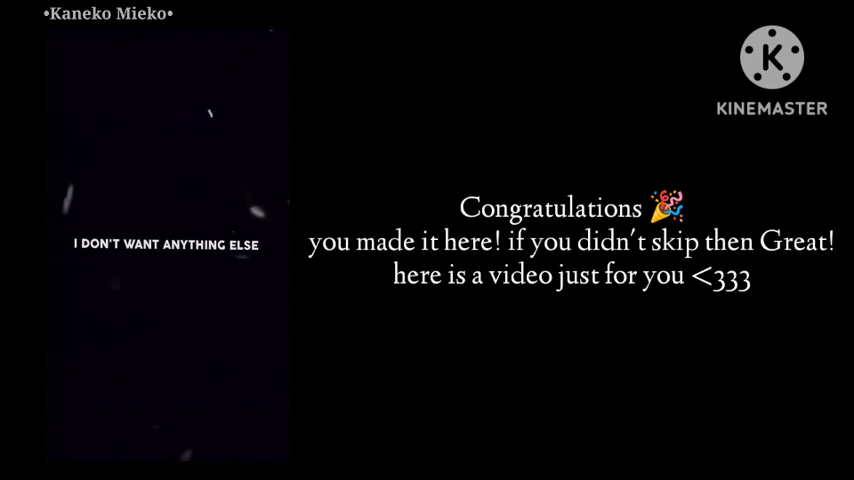 •Kaneko Mieko•
K
KINEMASTER
I DON'T WANT ANYTHING ELSE
Congratulations 🎉
you made it here! if you didn't skip then Great!
here is a video just for you <333